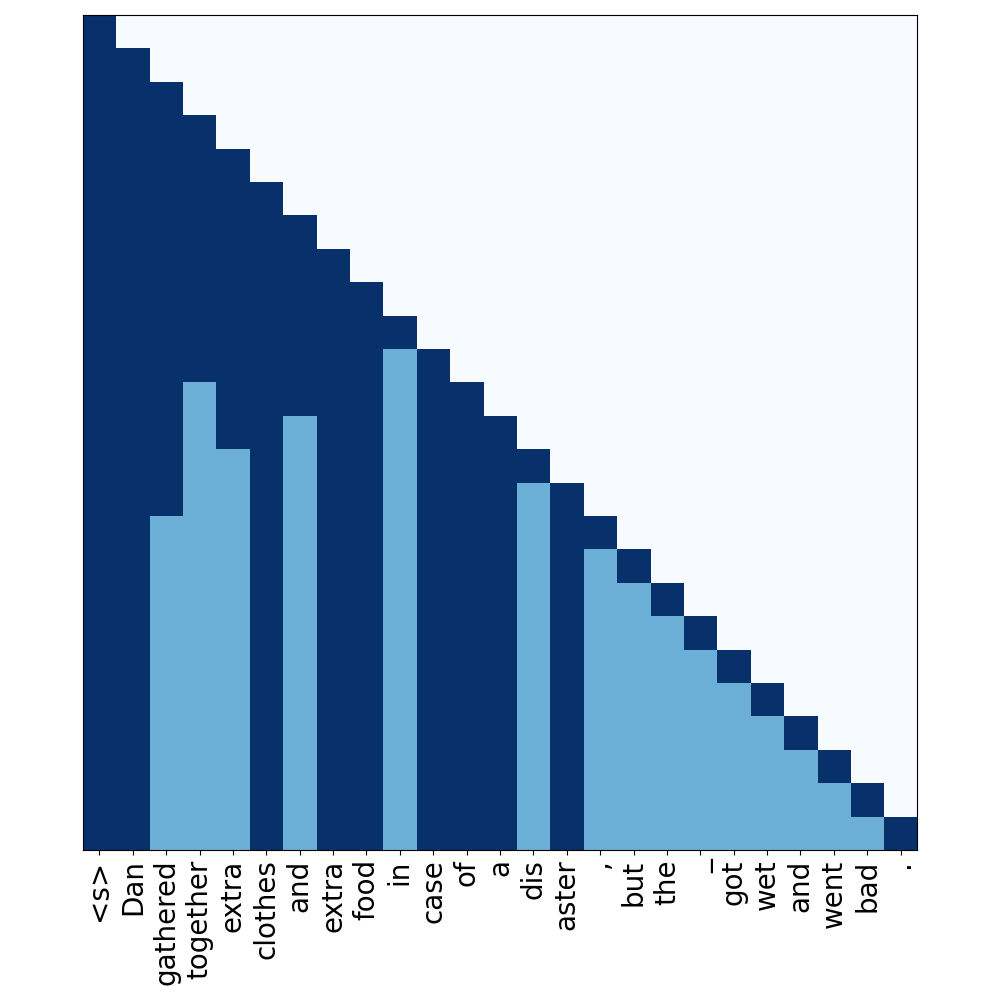 <s>
Dan
gathered
together
extra
clothes
and
extra
food
in
case
of
a
dis
aster
,
but
the
_
got
wet
and
went
bad
.